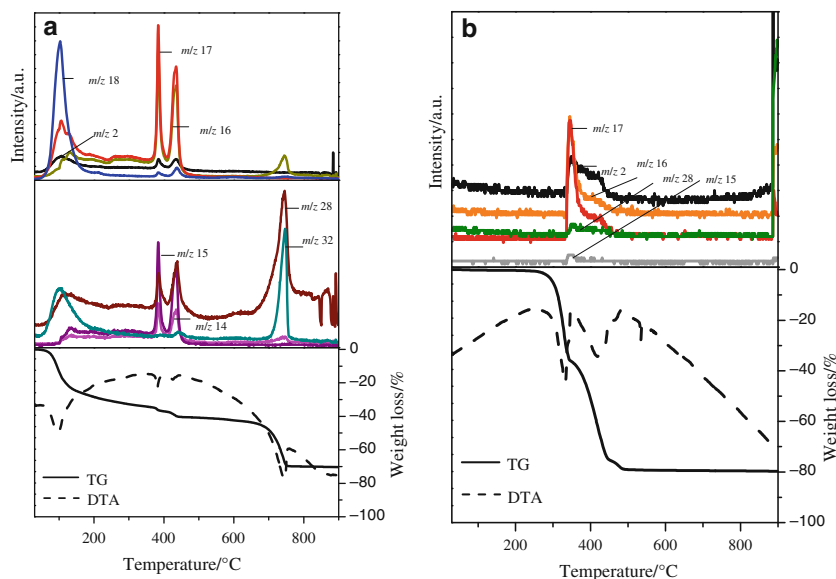 a
Intensity/a.u.
m/z 18
m/z 17
m/z 2
m/z 16
m/z 28
m/z 32
m/z 15
m/z 14
0
−20
−40
−60
−80
−100
Weight loss/%
TG
DTA
200 400 600 800
Temperature/°C
b
Intensity/a.u.
m/z 17
m/z 2
m/z 16
m/z 28
m/z 15
0
−20
−40
−60
−80
−100
Weight loss/%
TG
DTA
200 400 600 800
Temperature/°C